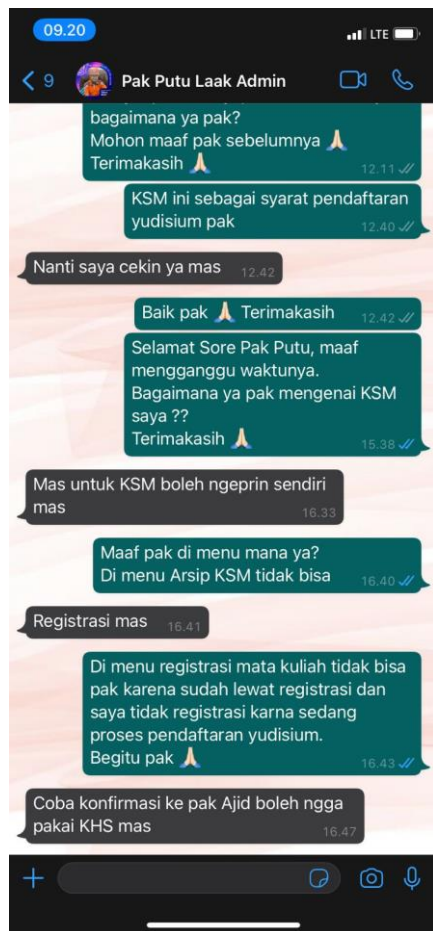 09.20
LTE
9
Pak Putu Laak Admin
bagaimana ya pak?
Mohon maaf pak sebelumnya 🙏🏻
Terimakasih 🙏🏻
12.11
KSM ini sebagai syarat pendaftaran
yudisium pak
12.40
Nanti saya cekin ya mas
12.42
Baik pak 🙏🏻 Terimakasih
12.42
Selamat Sore Pak Putu, maaf
mengganggu waktunya.
Bagaimana ya pak mengenai KSM
saya ??
Terimakasih 🙏🏻
15.38
Mas untuk KSM boleh ngeprin sendiri
mas
16.33
Maaf pak di menu mana ya?
Di menu Arsip KSM tidak bisa
16.40
Registrasi mas
16.41
Di menu registrasi mata kuliah tidak bisa
pak karena sudah lewat registrasi dan
saya tidak registrasi karna sedang
proses pendaftaran yudisium.
Begitu pak 🙏🏻
16.43
Coba konfirmasi ke pak Ajid boleh ngga
pakai KHS mas
16.47